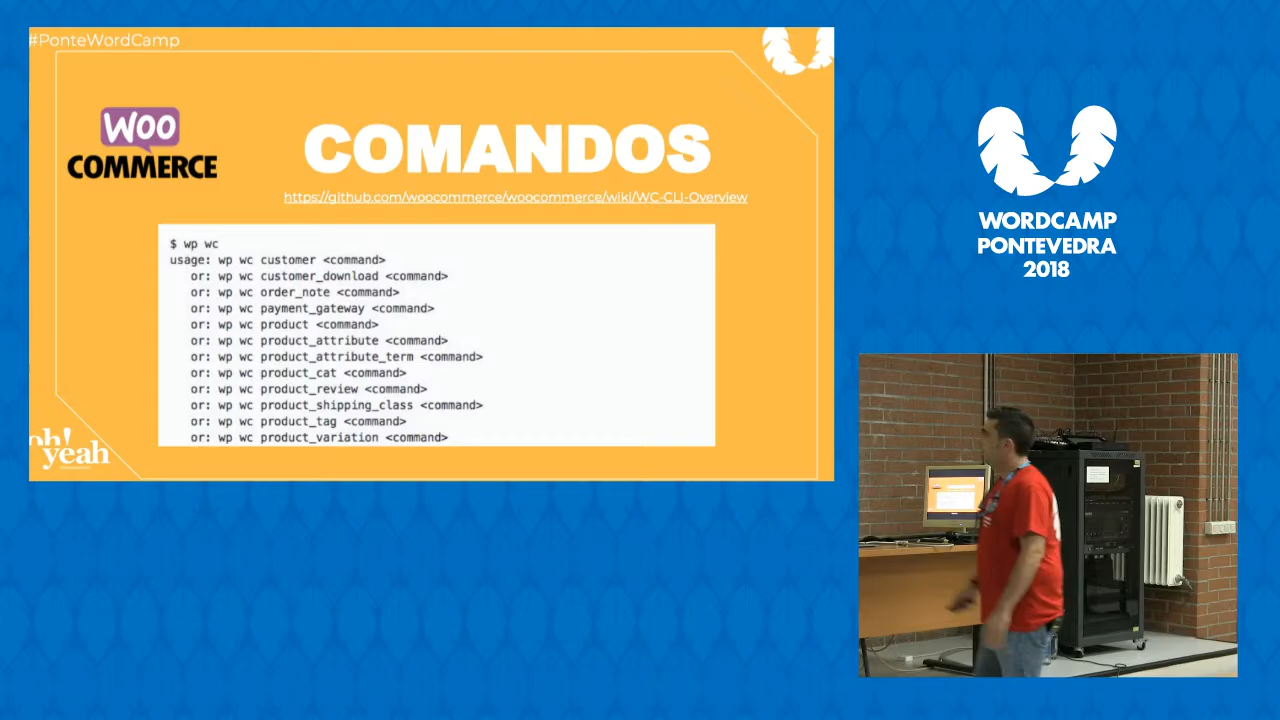 #PonteWordCamp
WOO
COMMERCE
COMANDOS
https://github.com/woocommerce/woocommerce/wiki/WC-CLI-Overview
$ wp wc
usage: wp wc customer <command>
or: wp wc customer_download <command>
or: wp wc order_note <command>
or: wp wc payment_gateway <command>
or: wp wc product <command>
or: wp wc product_attribute <command>
or: wp wc product_attribute_term <command>
or: wp wc product_cat <command>
or: wp wc product_review <command>
or: wp wc product_shipping_class <command>
or: wp wc product_tag <command>
or: wp wc product_variation <command>
oh!
yeah
WORDCAMP
PONTEVEDRA
2018